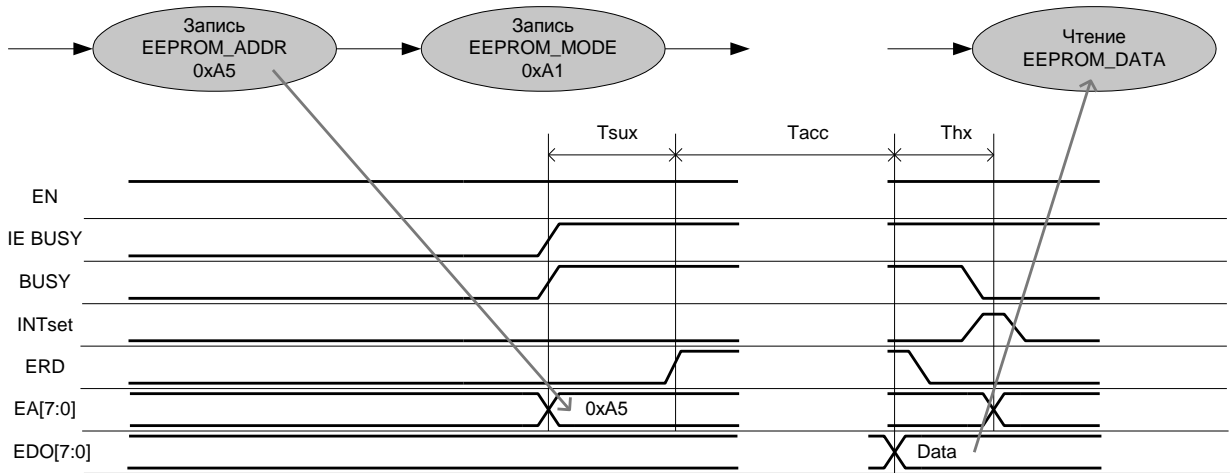 Запись
EEPROM_ADDR
0xA5
Запись
EEPROM_MODE
0xA1
Чтение
EEPROM_DATA
Tsux
Tacc
Thx
EN
IE BUSY
BUSY
INTset
ERD
EA[7:0]
0xA5
EDO[7:0]
Data